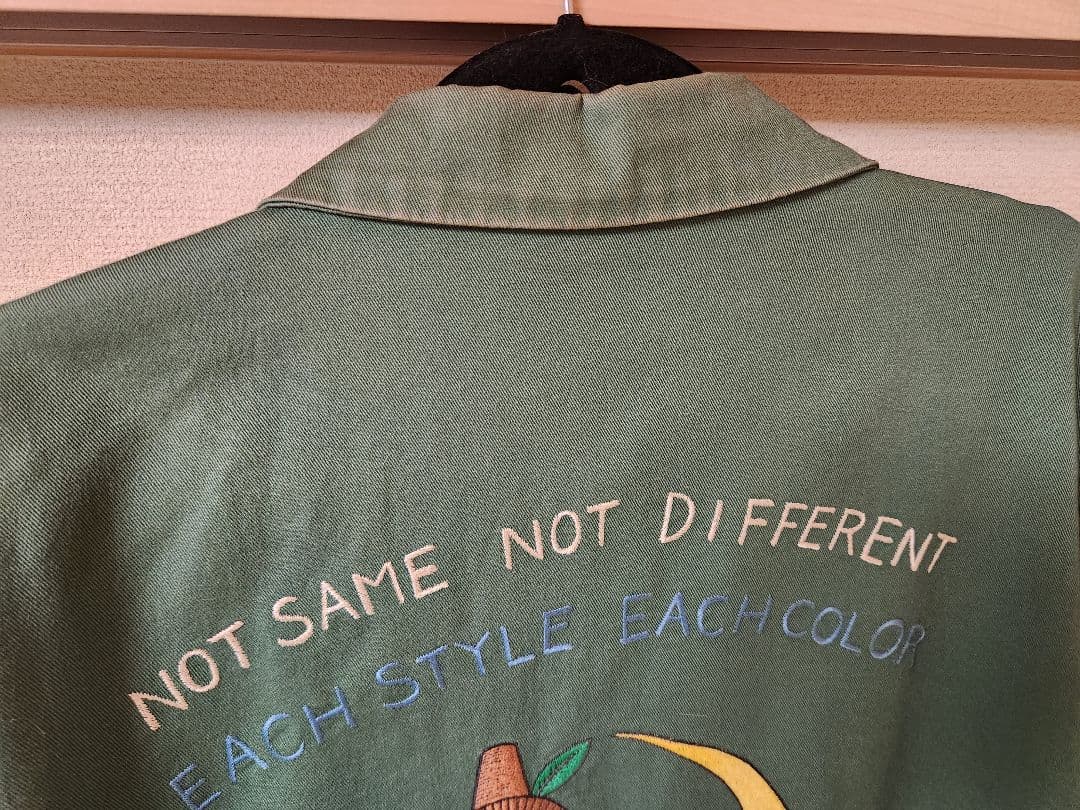 NOT SAME NOT DIFFERENT
EACH STYLE EACH COLOR